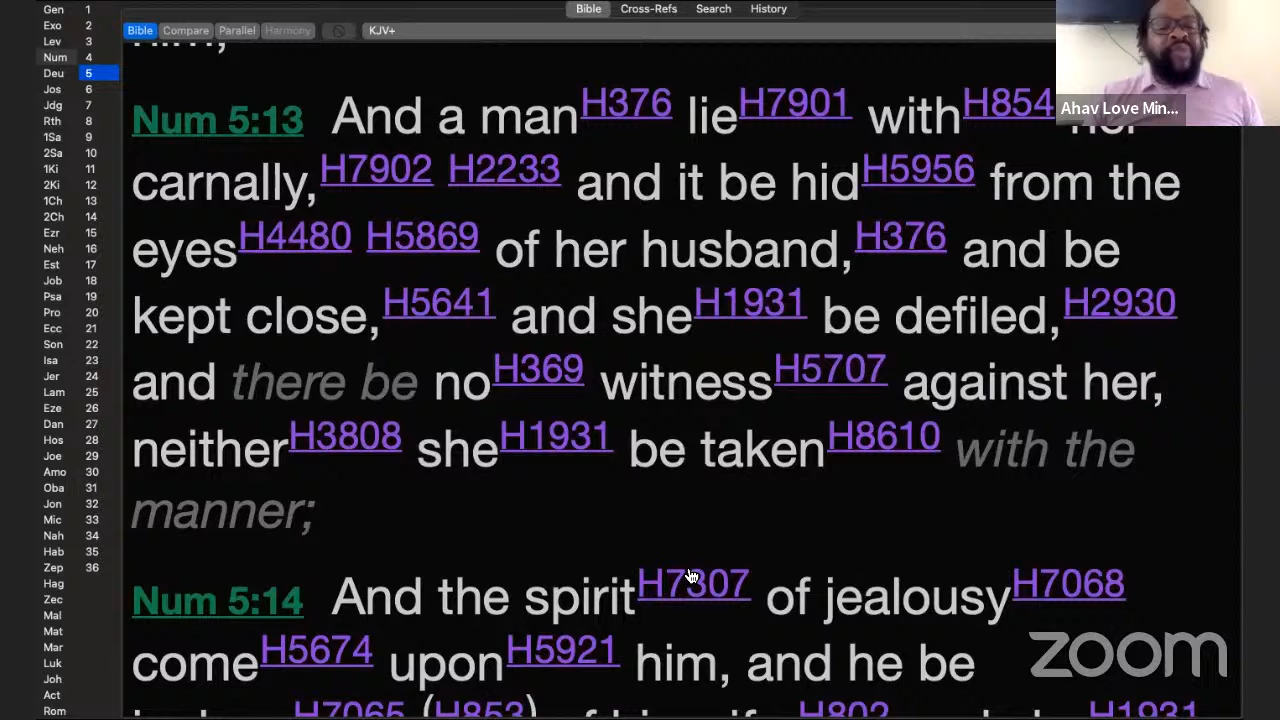 Bible Cross-Refs Search History
Bible Compare Parallel Harmony KJV+
Gen 1
Exo 2
Lev 3
Num 4
Deu 5
Jos 6
Jdg 7
Rth 8
1Sa 9
2Sa 10
1Ki 11
2Ki 12
1Ch 13
2Ch 14
Ezr 15
Neh 16
Est 17
Job 18
Psa 19
Pro 20
Ecc 21
Son 22
Isa 23
Jer 24
Lam 25
Eze 26
Dan 27
Hos 28
Joe 29
Amo 30
Oba 31
Jon 32
Mic 33
Nah 34
Hab 35
Zep 36
Hag
Zec
Mal
Mat
Mar
Luk
Joh
Act
Rom
Num 5:13 And a man H376 lie H7901 with H854 her
carnally, H7902 H2233 and it be hid H5956 from the
eyes H4480 H5869 of her husband, H376 and be
kept close, H5641 and she H1931 be defiled, H2930
and there be no H369 witness H5707 against her,
neither H3808 she H1931 be taken H8610 with the
manner;
Num 5:14 And the spirit H7307 of jealousy H7068
come H5674 upon H5921 him, and he be
H7065 (H853) H802 H1931
Ahav Love Min...
zoom